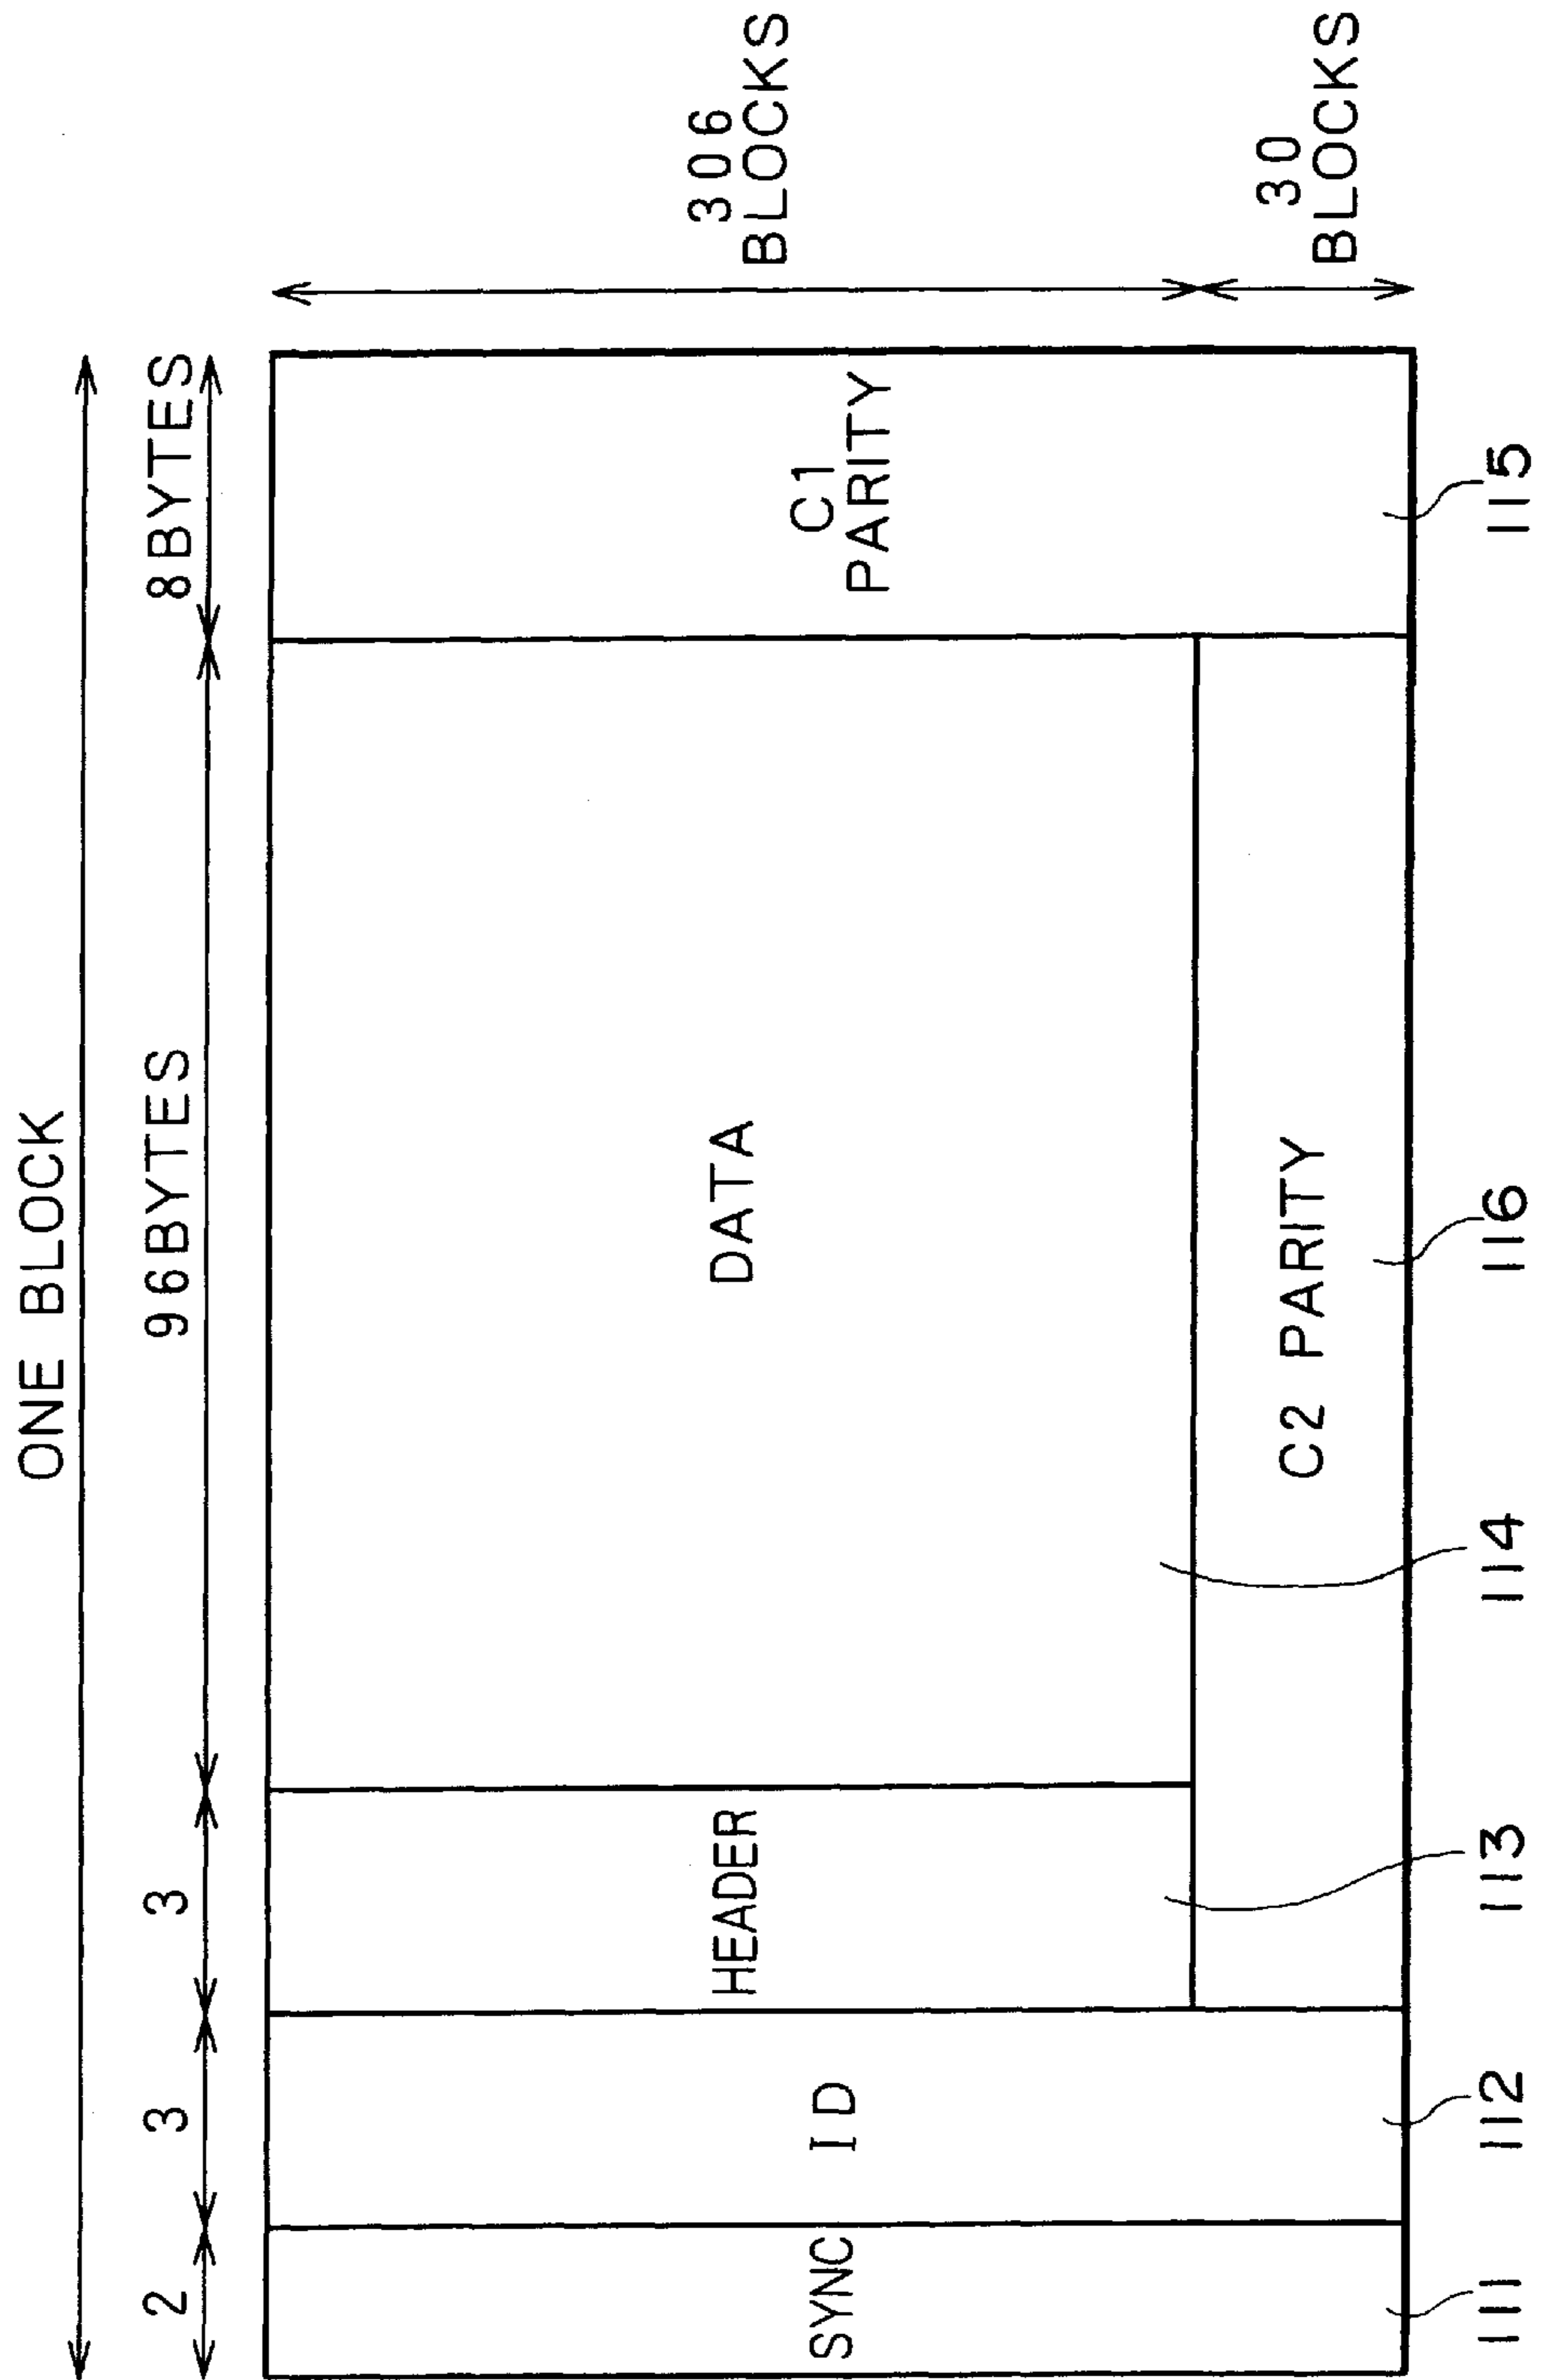 ONE BLOCK
2
3
3
96BYTES
8BYTES
SYNC
ID
HEADER
DATA
C1
PARITY
C2 PARITY
306
BLOCKS
30
BLOCKS
111
112
113
114
116
115